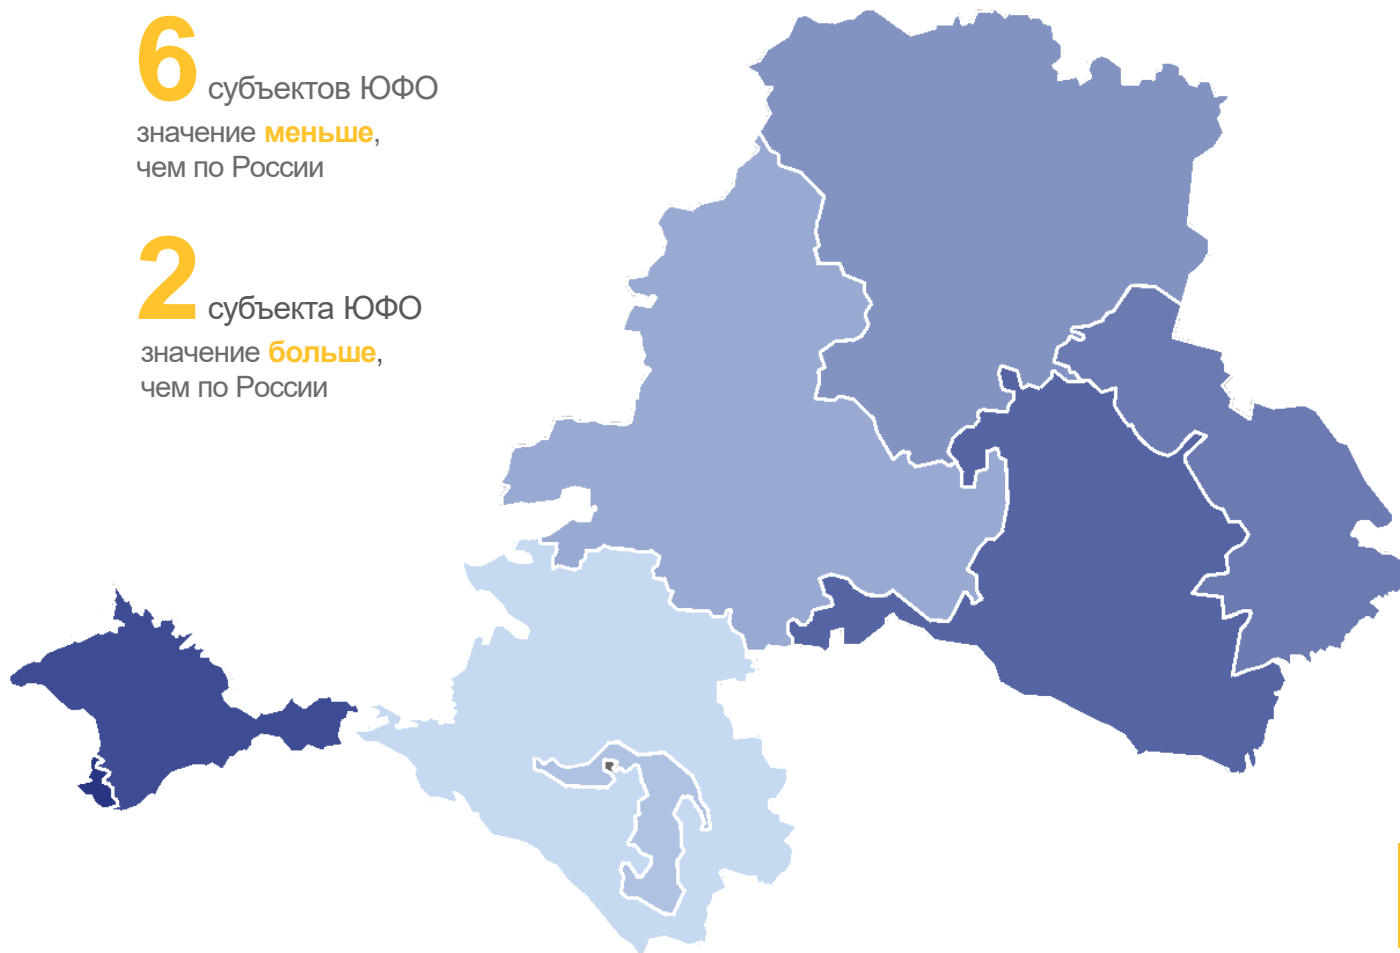 6 субъектов ЮФО
значение меньше,
чем по России
2 субъекта ЮФО
значение больше,
чем по России